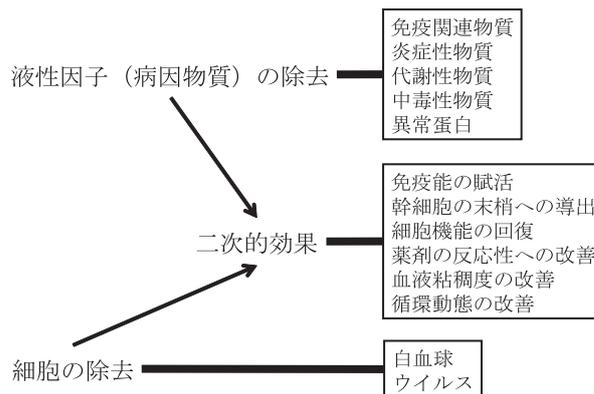 免疫関連物質
炎症性物質
液性因子（病因物質）の除去
代謝性物質
中毒性物質
異常蛋白
免疫能の賦活
幹細胞の末梢への導出
二次的効果
細胞機能の回復
薬剤の反応性への改善
血液粘稠度の改善
循環動態の改善
細胞の除去
白血球
ウイルス